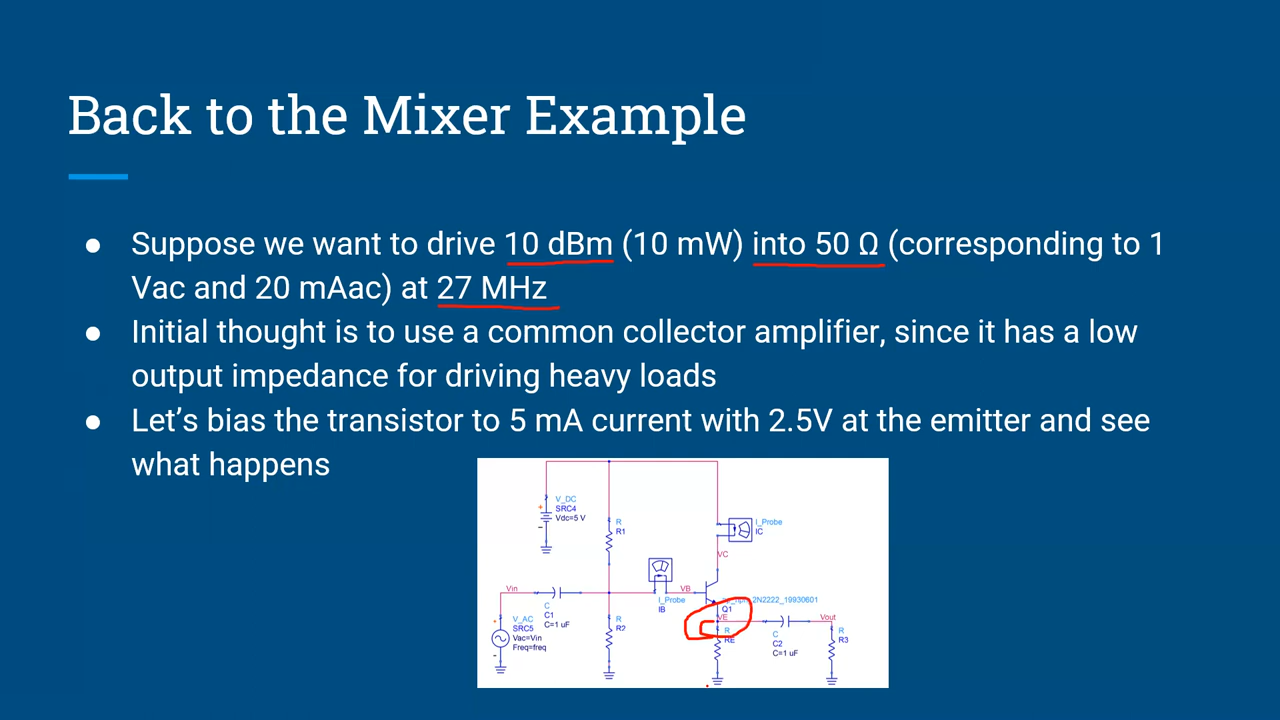 Back to the Mixer Example
● Suppose we want to drive 10 dBm (10 mW) into 50 Ω (corresponding to 1
Vac and 20 mAac) at 27 MHz
● Initial thought is to use a common collector amplifier, since it has a low
output impedance for driving heavy loads
● Let’s bias the transistor to 5 mA current with 2.5V at the emitter and see
what happens
V_DC
SRC4
Vdc=5 V
R
R1
I_Probe
IC
VC
Vin
C
C1
C=1 uF
I_Probe
IB
VB
2N2222_19930601
Q1
VE
V_AC
SRC5
Vac=Vin
Freq=freq
R
R2
R
RE
C
C2
C=1 uF
Vout
R
R3